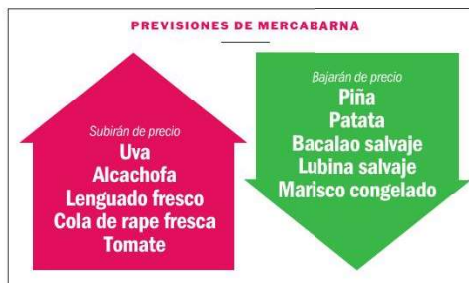 PREVISIONES DE MERCABARNA
Subirán de precio
Uva
Alcachofa
Lenguado fresco
Cola de rape fresca
Tomate
Bajarán de precio
Piña
Patata
Bacalao salvaje
Lubina salvaje
Marisco congelado